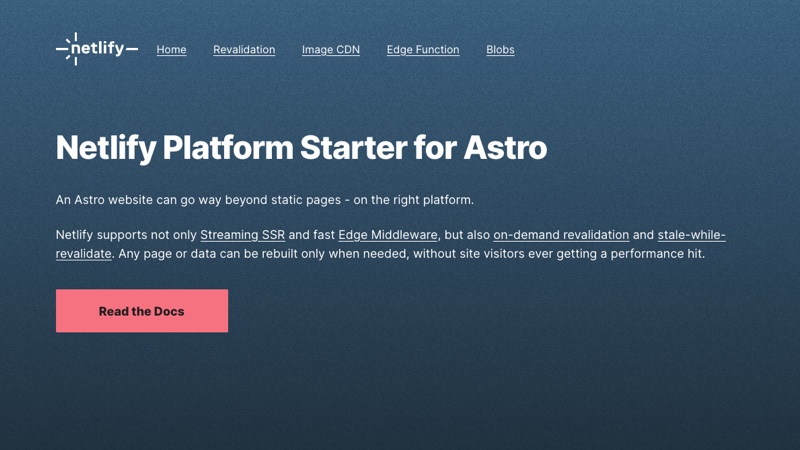 netlify Home Revalidation Image CDN Edge Function Blobs
Netlify Platform Starter for Astro
An Astro website can go way beyond static pages - on the right platform.
Netlify supports not only Streaming SSR and fast Edge Middleware, but also on-demand revalidation and stale-while-
revalidate. Any page or data can be rebuilt only when needed, without site visitors ever getting a performance hit.
Read the Docs